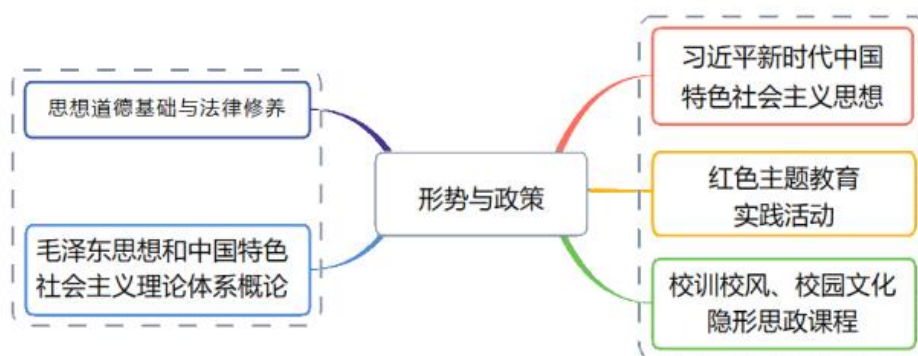 思想道德基础与法律修养
毛泽东思想和中国特色
社会主义理论体系概论
形势与政策
习近平新时代中国
特色社会主义思想
红色主题教育
实践活动
校训校风、校园文化
隐形思政课程